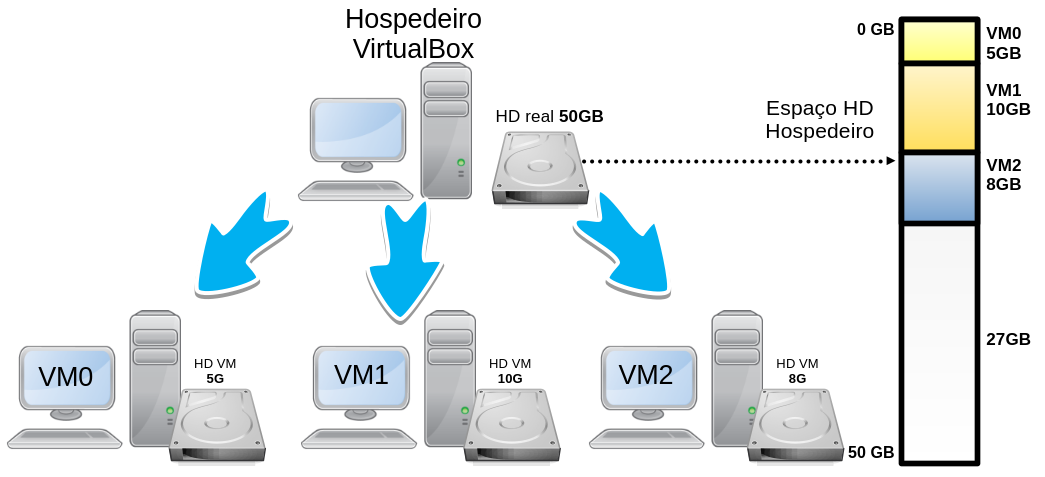 Hospedeiro
VirtualBox
HD real 50GB
Espaço HD
Hospedeiro
0 GB
VM0
5GB
VM1
10GB
VM2
8GB
27GB
50 GB
VM0
HD VM
5G
VM1
HD VM
10G
VM2
HD VM
8G